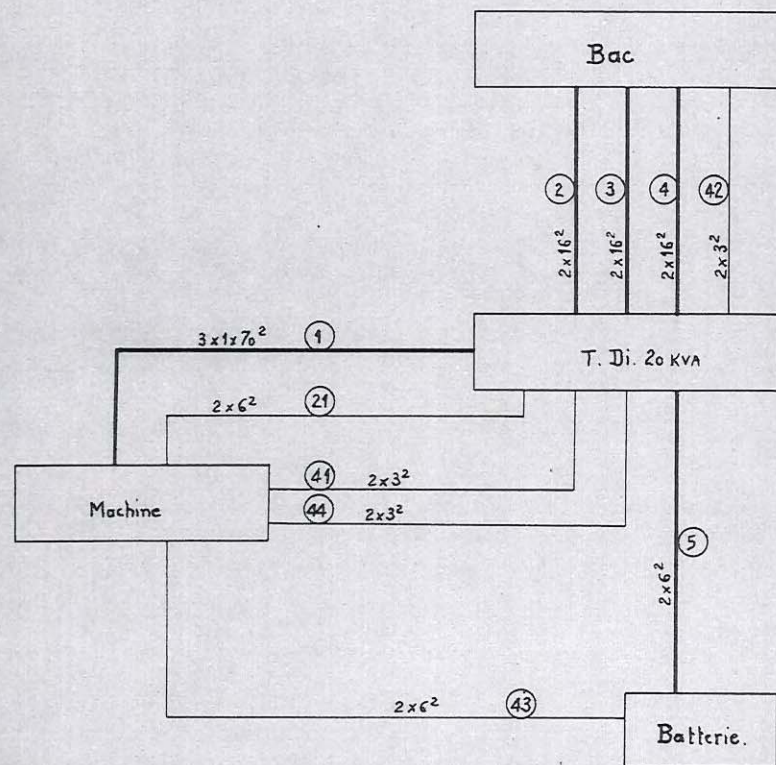 Bac
2
3
4
42
2x16²
2x16²
2x16²
2x3²
3x1x70²
1
T. Di. 20 KVA
2x6²
21
41
2x3²
Machine
44
2x3²
5
2x6²
2x6²
43
Batterie.